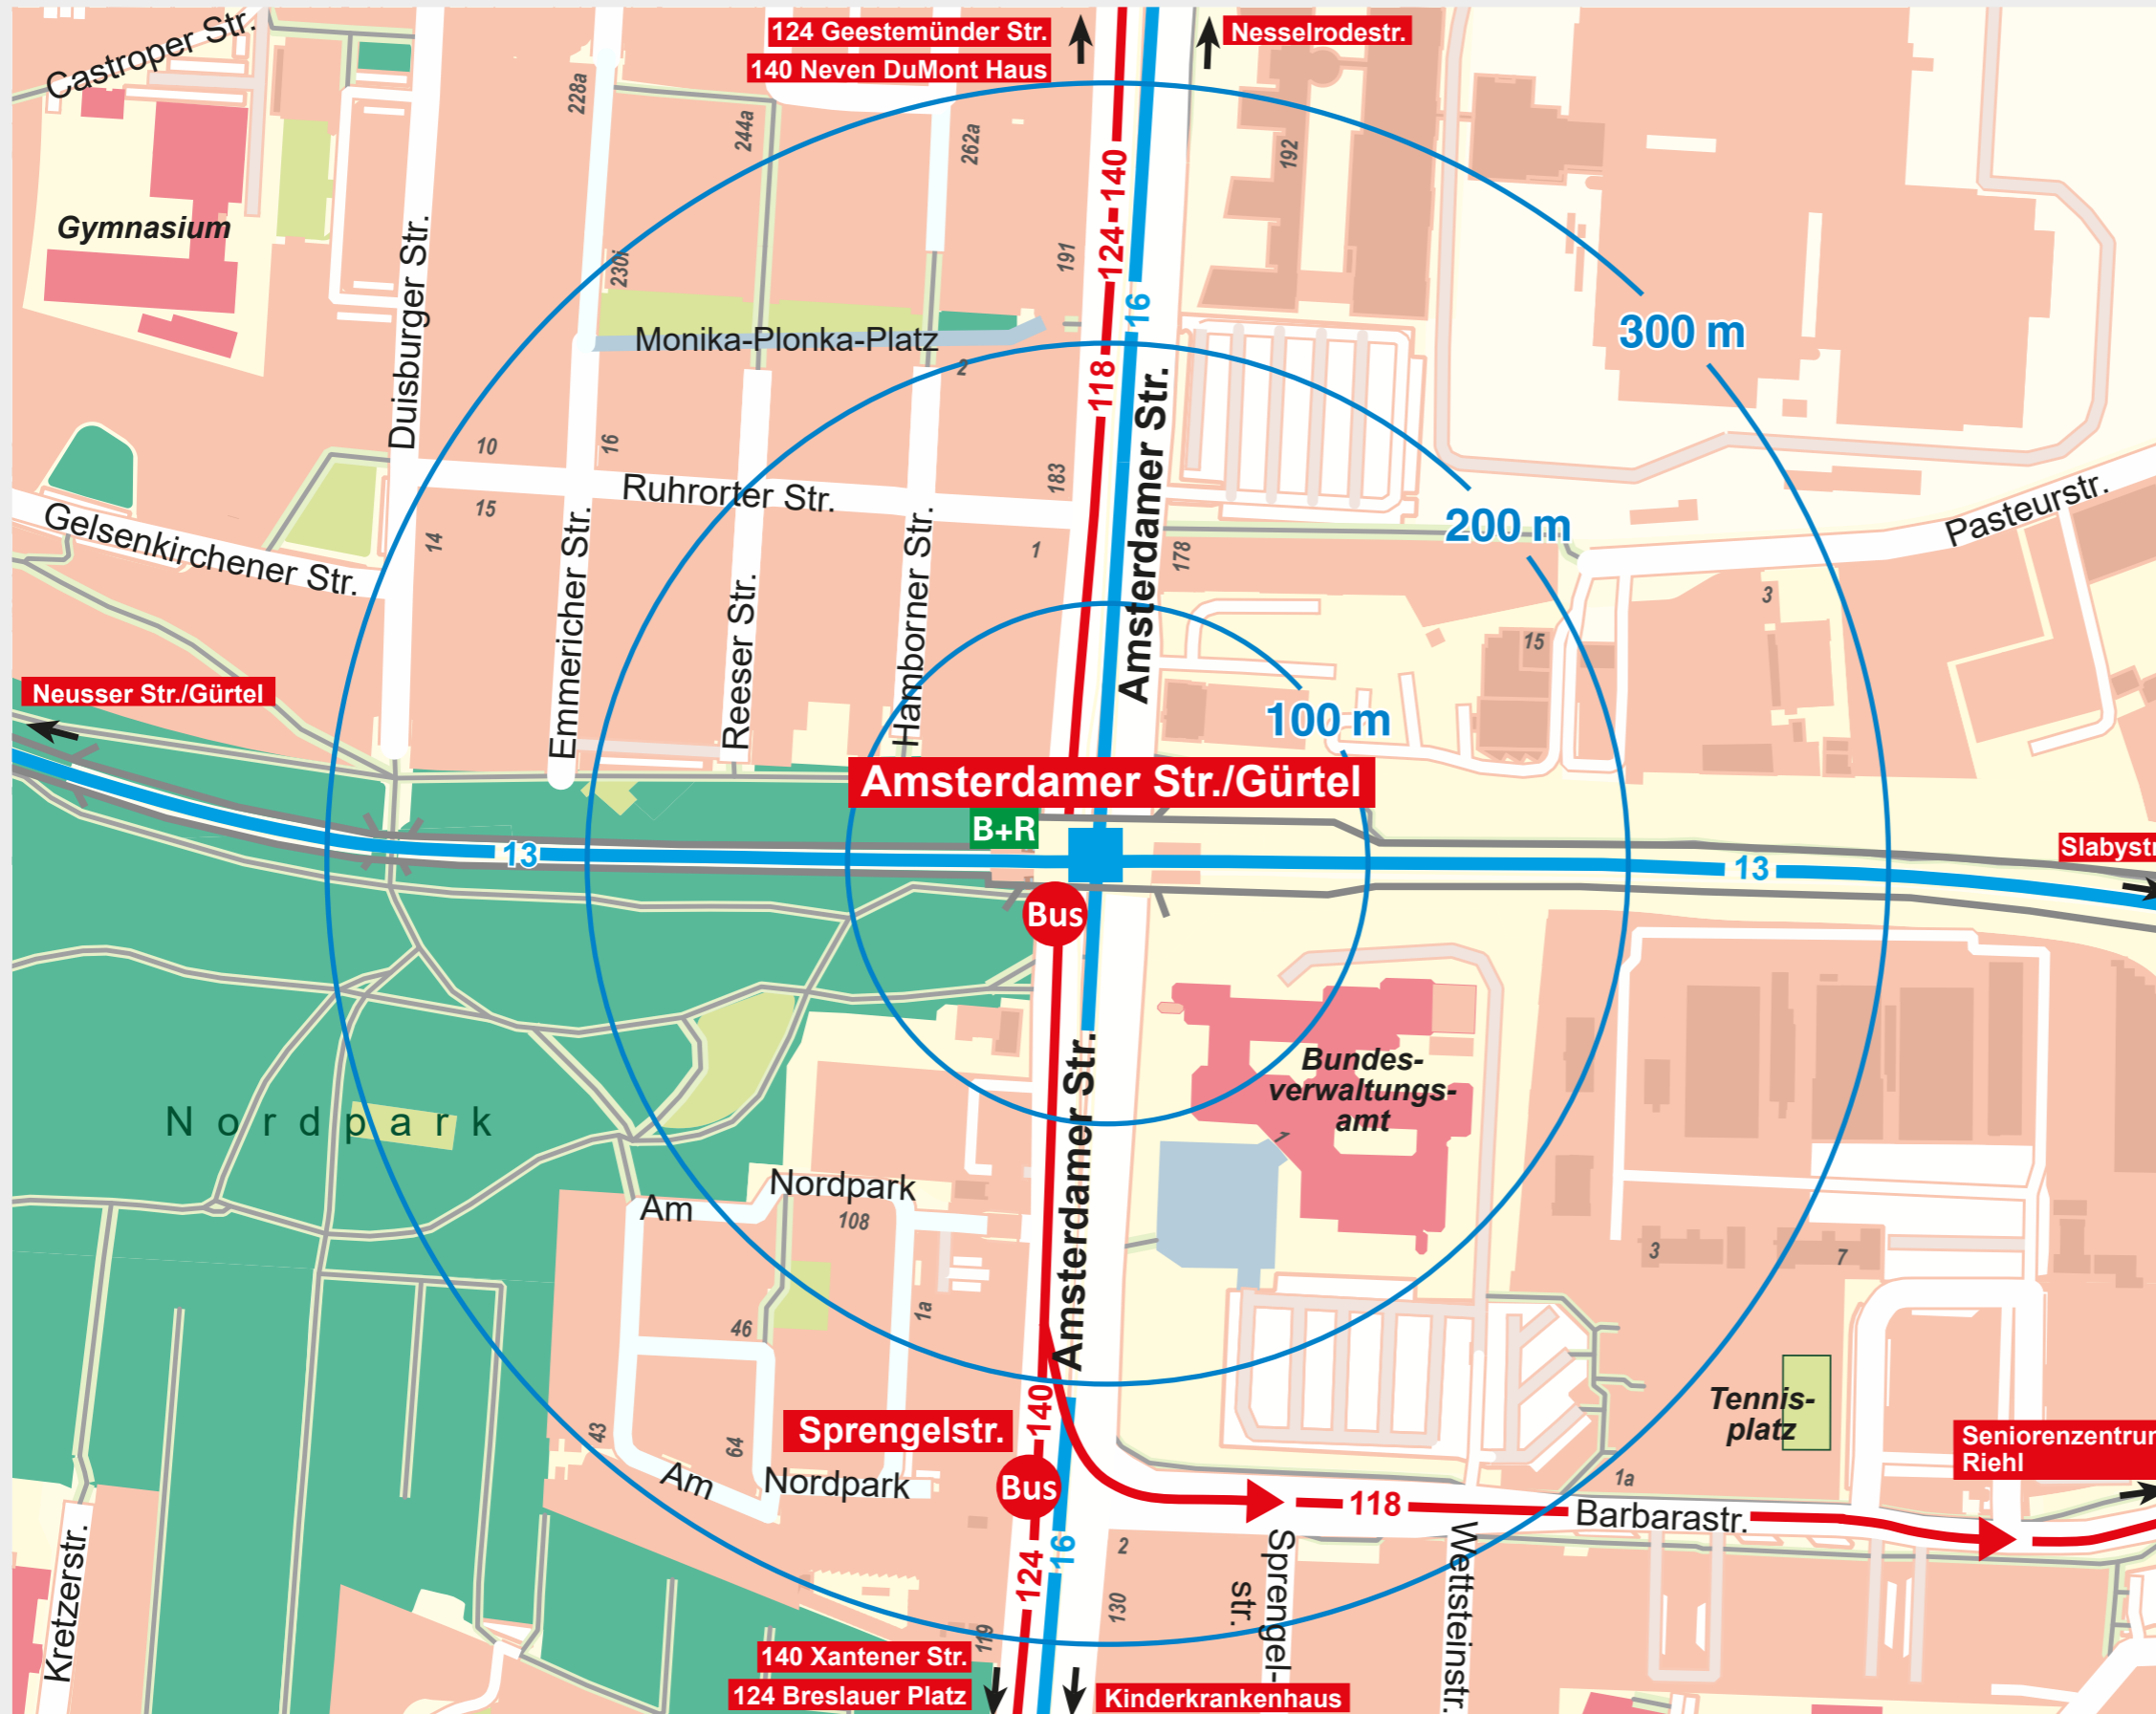 Castroper Str.
124 Geestemünder Str.
140 Neven DuMont Haus
Nesselrodestr.
228a
244a
262a
192
124-140
Gymnasium
Duisburger Str.
230i
191
16
300 m
Monika-Plonka-Platz
2
118
Amsterdamer Str.
10
16
183
Ruhrorter Str.
15
14
200 m
Pasteurstr.
Gelsenkirchener Str.
Emmericher Str.
Reeser Str.
Hamborner Str.
1
178
3
15
Neusser Str./Gürtel
100 m
Amsterdamer Str./Gürtel
B+R
13
13
Slabystr
Bus
Bundes-
verwaltungs-
amt
1
Amsterdamer Str.
Nordpark
Am
Nordpark
108
3
7
46
1a
43
64
140
Tennis-
platz
Sprengelstr.
Bus
Seniorenzentrum
Riehl
Am
Nordpark
1a
118
Barbarastr.
Kretzerstr.
124
16
2
130
Sprengel-
str.
Wettsteinstr.
119
140 Xantener Str.
124 Breslauer Platz
Kinderkrankenhaus